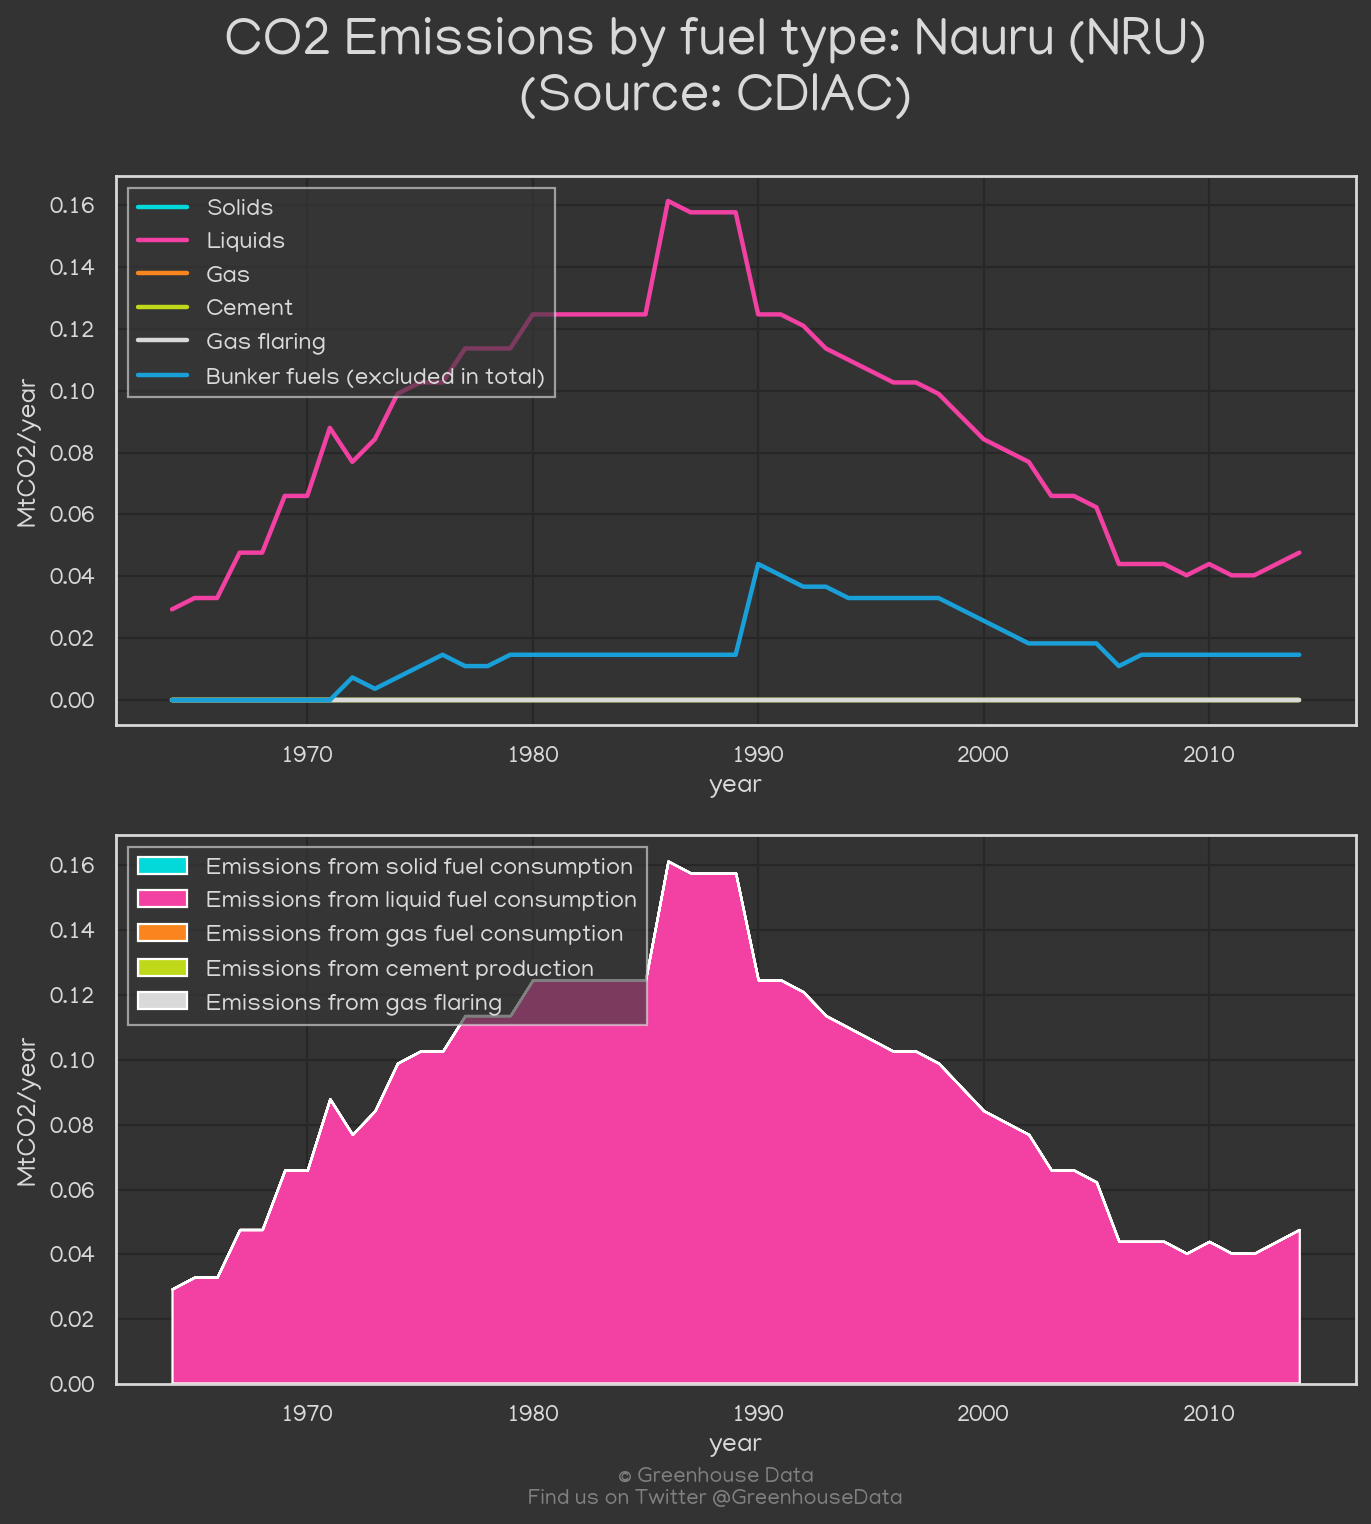 CO2 Emissions by fuel type: Nauru (NRU)
(Source: CDIAC)
MtCO2/year
0.16
0.14
0.12
0.10
0.08
0.06
0.04
0.02
0.00
Solids
Liquids
Gas
Cement
Gas flaring
Bunker fuels (excluded in total)
1970 1980 1990 2000 2010
year
MtCO2/year
0.16
0.14
0.12
0.10
0.08
0.06
0.04
0.02
0.00
Emissions from solid fuel consumption
Emissions from liquid fuel consumption
Emissions from gas fuel consumption
Emissions from cement production
Emissions from gas flaring
1970 1980 1990 2000 2010
year
© Greenhouse Data
Find us on Twitter @GreenhouseData